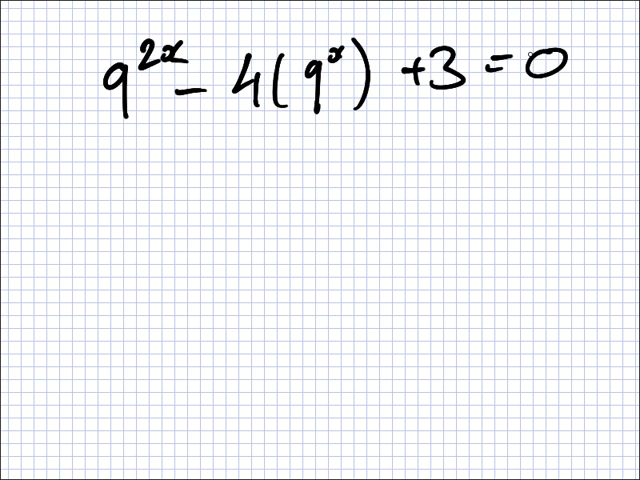 9^{2x} - 4(9^x) + 3 = 0